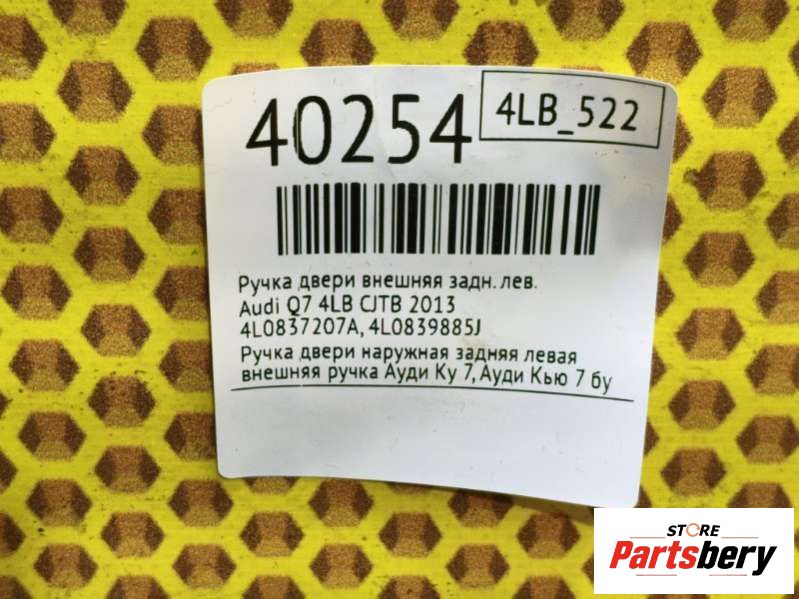 40254
4LB_522
Ручка двери внешняя задн. лев.
Audi Q7 4LB CJTB 2013
4L0837207A, 4L0839885J
Ручка двери наружная задняя левая
внешняя ручка Ауди Ку 7, Ауди Кью 7 бу
STORE
Partsbery